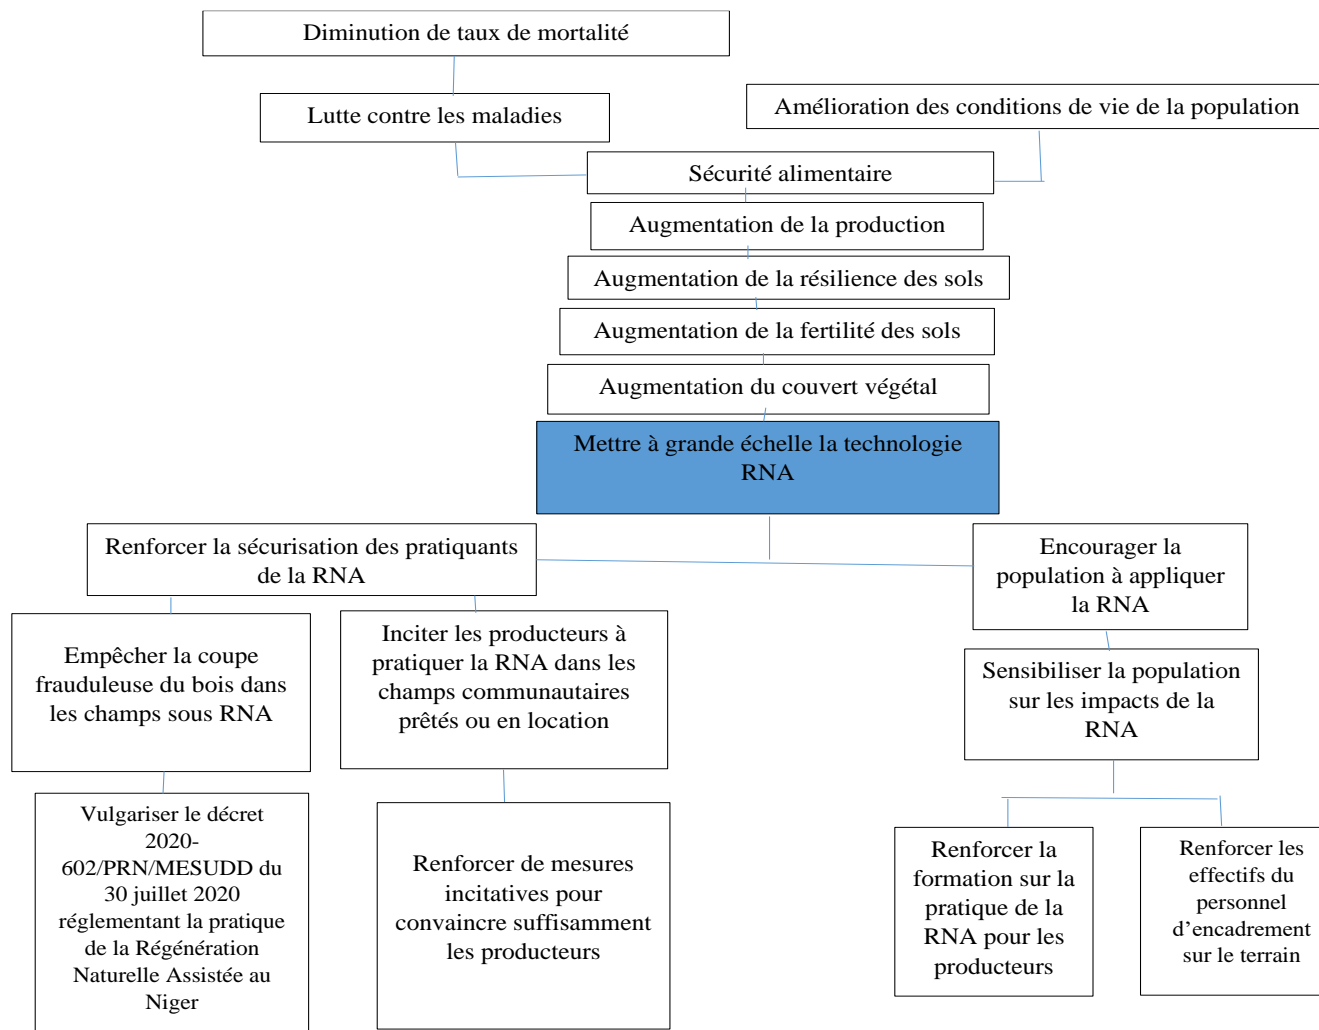 Diminution de taux de mortalité
Lutte contre les maladies
Amélioration des conditions de vie de la population
Sécurité alimentaire
Augmentation de la production
Augmentation de la résilience des sols
Augmentation de la fertilité des sols
Augmentation du couvert végétal
Mettre à grande échelle la technologie
RNA
Renforcer la sécurisation des pratiquants
de la RNA
Encourager la
population à appliquer
la RNA
Empêcher la coupe
frauduleuse du bois dans
les champs sous RNA
Inciter les producteurs à
pratiquer la RNA dans les
champs communautaires
prêtés ou en location
Sensibiliser la population
sur les impacts de la
RNA
Vulgariser le décret
2020-
602/PRN/MESUDD du
30 juillet 2020
réglementant la pratique
de la Régénération
Naturelle Assistée au
Niger
Renforcer de mesures
incitatives pour
convaincre suffisamment
les producteurs
Renforcer la
formation sur la
pratique de la
RNA pour les
producteurs
Renforcer les
effectifs du
personnel
d’encadrement
sur le terrain